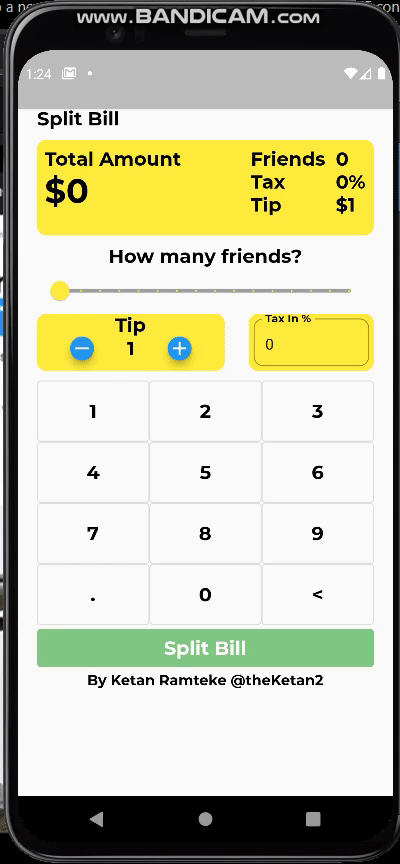 www.BANDICAM.com
1:24
Split Bill
Total Amount
$0
Friends 0
Tax 0%
Tip $1
How many friends?
Tip
1
Tax In %
0
1 2 3
4 5 6
7 8 9
. 0 <
Split Bill
By Ketan Ramteke @theKetan2